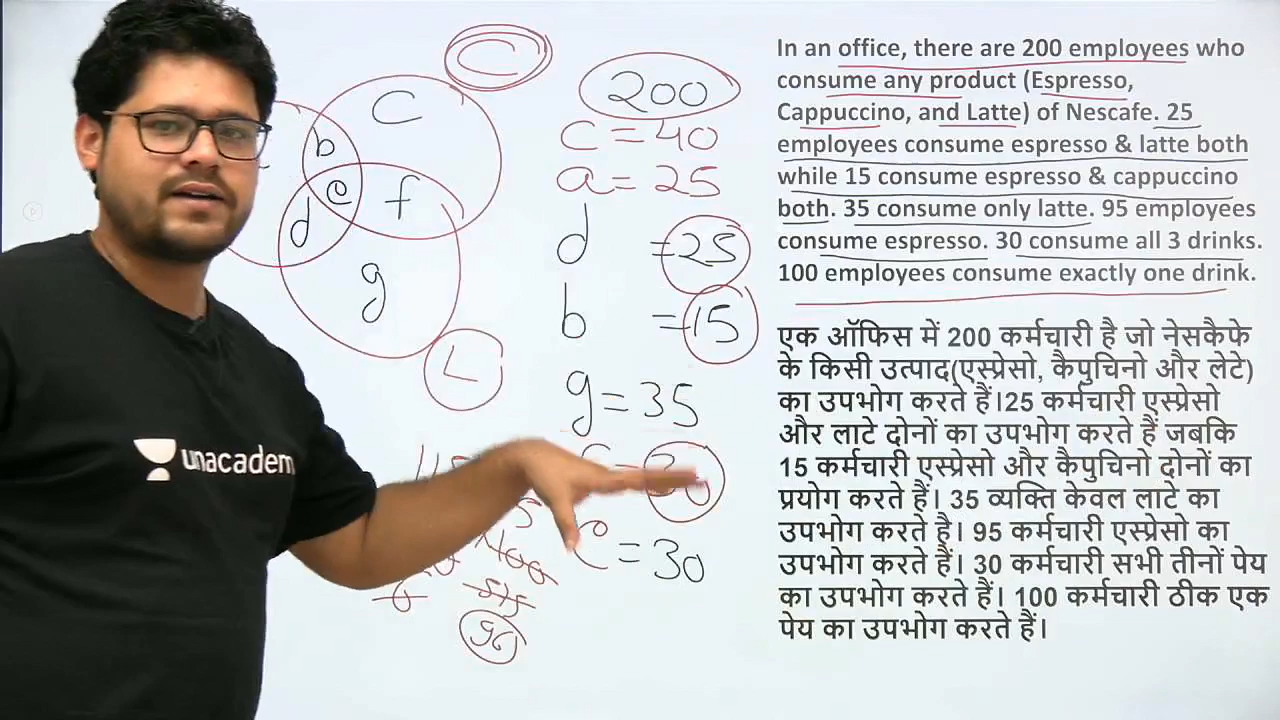 C
200
In an office, there are 200 employees who
consume any product (Espresso,
Cappuccino, and Latte) of Nescafe. 25
employees consume espresso & latte both
while 15 consume espresso & cappuccino
both. 35 consume only latte. 95 employees
consume espresso. 30 consume all 3 drinks.
100 employees consume exactly one drink.
C
b
e
f
d
g
L
C = 40
a = 25
d = 25
b = 15
g = 35
e = 30
90
unacadem
एक ऑफिस में 200 कर्मचारी है जो नेसकैफे
के किसी उत्पाद(एस्प्रेसो, कैपुचिनो और लेटे)
का उपभोग करते हैं।25 कर्मचारी एस्प्रेसो
और लाटे दोनों का उपभोग करते हैं जबकि
15 कर्मचारी एस्प्रेसो और कैपुचिनो दोनों का
प्रयोग करते हैं। 35 व्यक्ति केवल लाटे का
उपभोग करते है। 95 कर्मचारी एस्प्रेसो का
उपभोग करते हैं। 30 कर्मचारी सभी तीनों पेय
का उपभोग करते हैं। 100 कर्मचारी ठीक एक
पेय का उपभोग करते हैं।